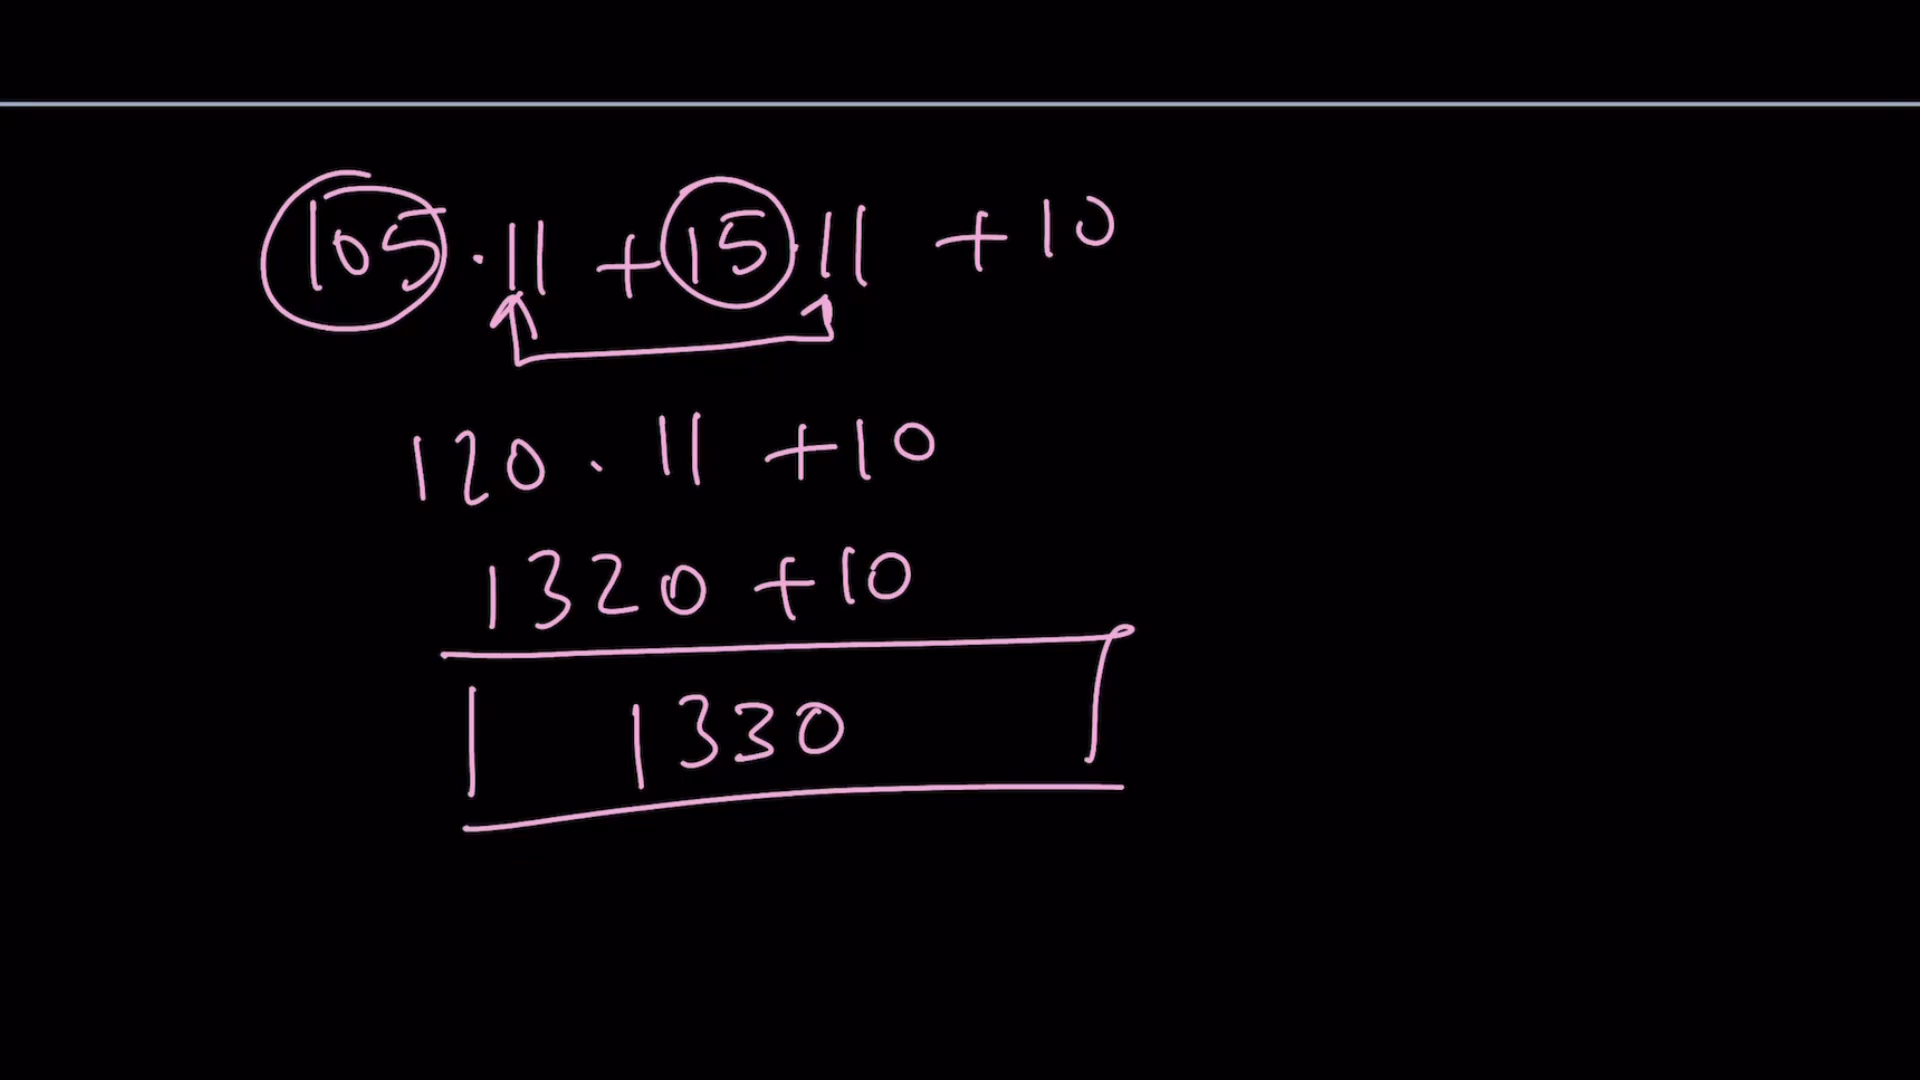 105 · 11 + 15 · 11 + 10
120 · 11 + 10
1320 + 10
1330